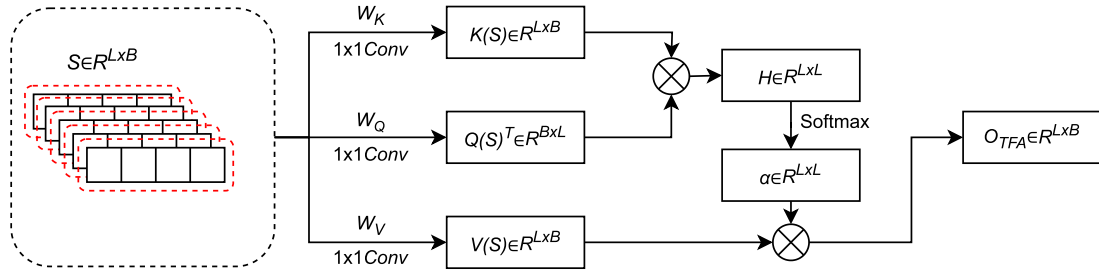 S∈R^{LxB}
W_K
1x1Conv
K(S)∈R^{LxB}
W_Q
1x1Conv
Q(S)^T∈R^{BxL}
W_V
1x1Conv
V(S)∈R^{LxB}
H∈R^{LxL}
Softmax
α∈R^{LxL}
O_{TFA}∈R^{LxB}